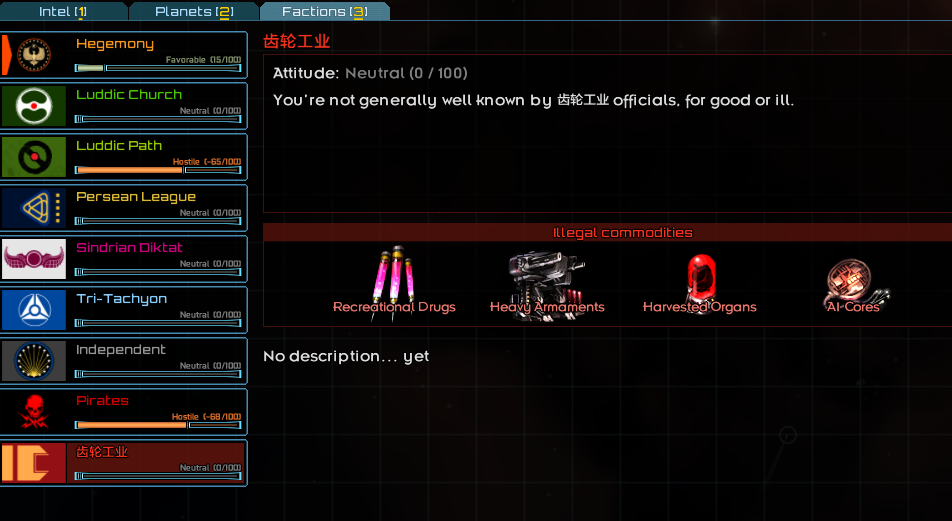 Intel [1] Planets [2] Factions [3]
Hegemony
Favorable (15/100)
Luddic Church
Neutral (0/100)
Luddic Path
Hostile (-65/100)
Persean League
Neutral (0/100)
Sindrian Diktat
Neutral (0/100)
Tri-Tachyon
Neutral (0/100)
Independent
Neutral (0/100)
Pirates
Hostile (-68/100)
齿轮工业
Neutral (0/100)
齿轮工业
Attitude: Neutral (0 / 100)
You're not generally well known by 齿轮工业 officials, for good or ill.
Illegal commodities
Recreational Drugs Heavy Armaments Harvested Organs AI Cores
No description... yet